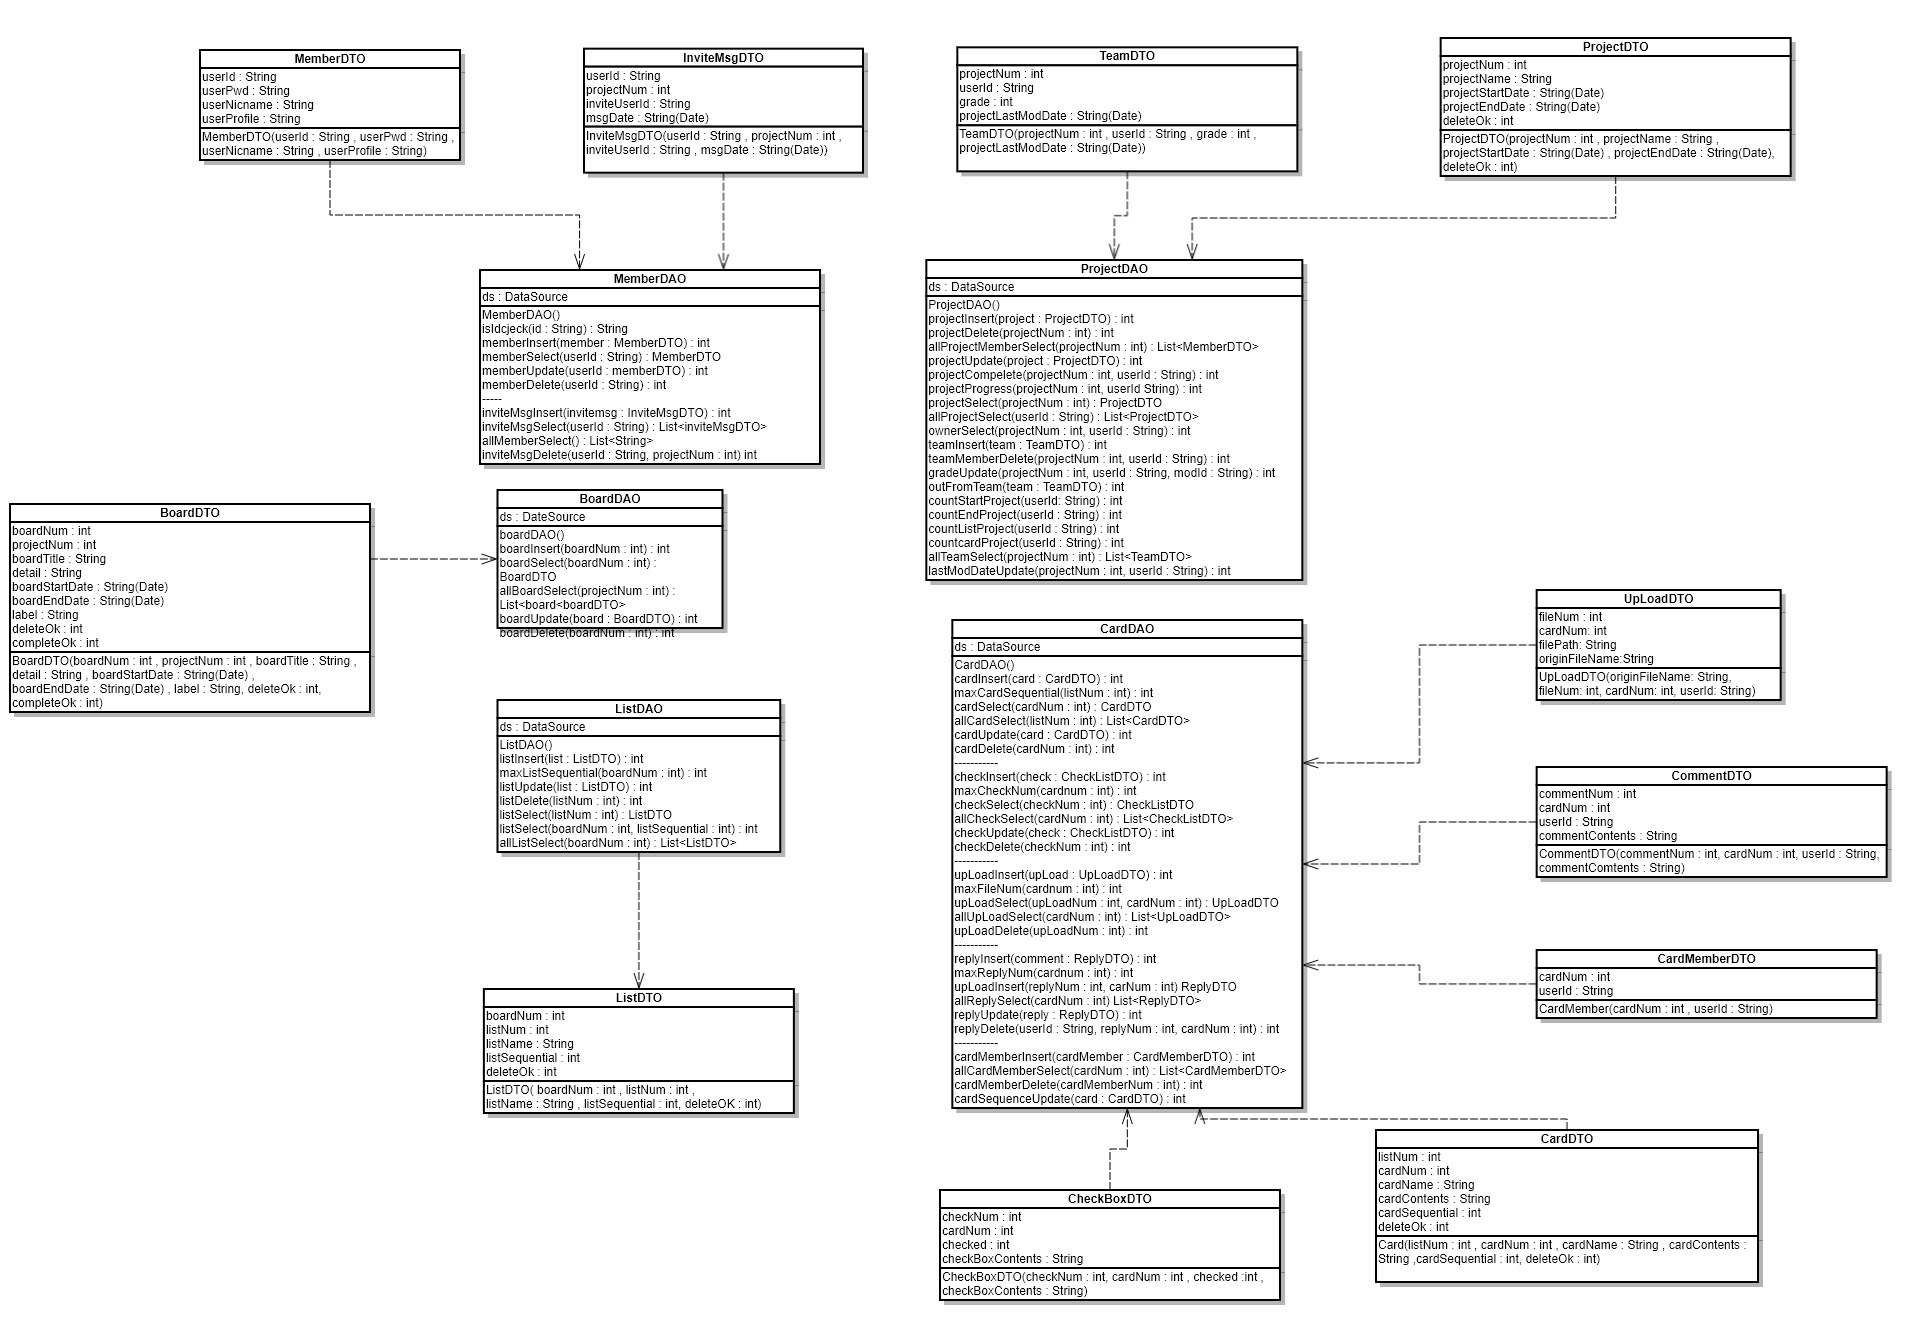 MemberDTO
userId : String
userPwd : String
userNicname : String
userProfile : String
MemberDTO(userId : String , userPwd : String ,
userNicname : String , userProfile : String)
InviteMsgDTO
userId : String
projectNum : int
inviteUserId : String
msgDate : String(Date)
InviteMsgDTO(userId : String , projectNum : int ,
inviteUserId : String , msgDate : String(Date))
TeamDTO
projectNum : int
userId : String
grade : int
projectLastModDate : String(Date)
TeamDTO(projectNum : int , userId : String , grade : int ,
projectLastModDate : String(Date))
ProjectDTO
projectNum : int
projectName : String
projectStartDate : String(Date)
projectEndDate : String(Date)
deleteOk : int
ProjectDTO(projectNum : int , projectName : String ,
projectStartDate : String(Date) , projectEndDate : String(Date),
deleteOk : int)
MemberDAO
ds : DataSource
MemberDAO()
isIdcjeck(id : String) : String
memberInsert(member : MemberDTO) : int
memberSelect(userId : String) : MemberDTO
memberUpdate(userId : memberDTO) : int
memberDelete(userId : String) : int
-----
inviteMsgInsert(invitemsg : InviteMsgDTO) : int
inviteMsgSelect(userId : String) : List<inviteMsgDTO>
allMemberSelect() : List<String>
inviteMsgDelete(userId : String, projectNum : int) int
ProjectDAO
ds : DataSource
ProjectDAO()
projectInsert(project : ProjectDTO) : int
projectDelete(projectNum : int) : int
allProjectMemberSelect(projectNum : int) : List<MemberDTO>
projectUpdate(project : ProjectDTO) : int
projectCompelete(projectNum : int, userId : String) : int
projectProgress(projectNum : int, userId String) : int
projectSelect(projectNum : int) : ProjectDTO
allProjectSelect(userId : String) : List<ProjectDTO>
ownerSelect(projectNum : int, userId : String) : int
teamInsert(team : TeamDTO) : int
teamMemberDelete(projectNum : int, userId : String) : int
gradeUpdate(projectNum : int, userId : String, modId : String) : int
outFromTeam(team : TeamDTO) : int
countStartProject(userId: String) : int
countEndProject(userId : String) : int
countListProject(userId : String) : int
countcardProject(userId : String) : int
allTeamSelect(projectNum : int) : List<TeamDTO>
lastModDateUpdate(projectNum : int, userId : String) : int
BoardDTO
boardNum : int
projectNum : int
boardTitle : String
detail : String
boardStartDate : String(Date)
boardEndDate : String(Date)
label : String
deleteOk : int
completeOk : int
BoardDTO(boardNum : int , projectNum : int , boardTitle : String ,
detail : String , boardStartDate : String(Date) ,
boardEndDate : String(Date) , label : String, deleteOk : int,
completeOk : int)
BoardDAO
ds : DateSource
boardDAO()
boardInsert(boardNum : int) : int
boardSelect(boardNum : int) :
BoardDTO
allBoardSelect(projectNum : int) :
List<board<boardDTO>
boardUpdate(board : BoardDTO) : int
boardDelete(boardNum : int) : int
ListDAO
ds : DataSource
ListDAO()
listInsert(list : ListDTO) : int
maxListSequential(boardNum : int) : int
listUpdate(list : ListDTO) : int
listDelete(listNum : int) : int
listSelect(listNum : int) : ListDTO
listSelect(boardNum : int, listSequential : int) : int
allListSelect(boardNum : int) : List<ListDTO>
ListDTO
boardNum : int
listNum : int
listName : String
listSequential : int
deleteOk : int
ListDTO( boardNum : int , listNum : int ,
listName : String , listSequential : int, deleteOK : int)
CardDAO
ds : DataSource
CardDAO()
cardInsert(card : CardDTO) : int
maxCardSequential(listNum : int) : int
cardSelect(cardNum : int) : CardDTO
allCardSelect(listNum : int) : List<CardDTO>
cardUpdate(card : CardDTO) : int
cardDelete(cardNum : int) : int
-----------
checkInsert(check : CheckListDTO) : int
maxCheckNum(cardnum : int) : int
checkSelect(checkNum : int) : CheckListDTO
allCheckSelect(cardNum : int) : List<CheckListDTO>
checkUpdate(check : CheckListDTO) : int
checkDelete(checkNum : int) : int
-----------
upLoadInsert(upLoad : UpLoadDTO) : int
maxFileNum(cardnum : int) : int
upLoadSelect(upLoadNum : int, cardNum : int) : UpLoadDTO
allUpLoadSelect(cardNum : int) : List<UpLoadDTO>
upLoadDelete(upLoadNum : int) : int
-----------
replyInsert(comment : ReplyDTO) : int
maxReplyNum(cardnum : int) : int
upLoadInsert(replyNum : int, carNum : int) ReplyDTO
allReplySelect(cardNum : int) List<ReplyDTO>
replyUpdate(reply : ReplyDTO) : int
replyDelete(userId : String, replyNum : int, cardNum : int) : int
-----------
cardMemberInsert(cardMember : CardMemberDTO) : int
allCardMemberSelect(cardNum : int) : List<CardMemberDTO>
cardMemberDelete(cardMemberNum : int) : int
cardSequenceUpdate(card : CardDTO) : int
UpLoadDTO
fileNum : int
cardNum: int
filePath: String
originFileName:String
UpLoadDTO(originFileName: String,
fileNum: int, cardNum: int, userId: String)
CommentDTO
commentNum : int
cardNum : int
userId : String
commentContents : String
CommentDTO(commentNum : int, cardNum : int, userId : String,
commentComtents : String)
CardMemberDTO
cardNum : int
userId : String
CardMember(cardNum : int , userId : String)
CheckBoxDTO
checkNum : int
cardNum : int
checked : int
checkBoxContents : String
CheckBoxDTO(checkNum : int, cardNum : int , checked :int ,
checkBoxContents : String)
CardDTO
listNum : int
cardNum : int
cardName : String
cardContents : String
cardSequential : int
deleteOk : int
Card(listNum : int , cardNum : int , cardName : String , cardContents :
String ,cardSequential : int, deleteOk : int)